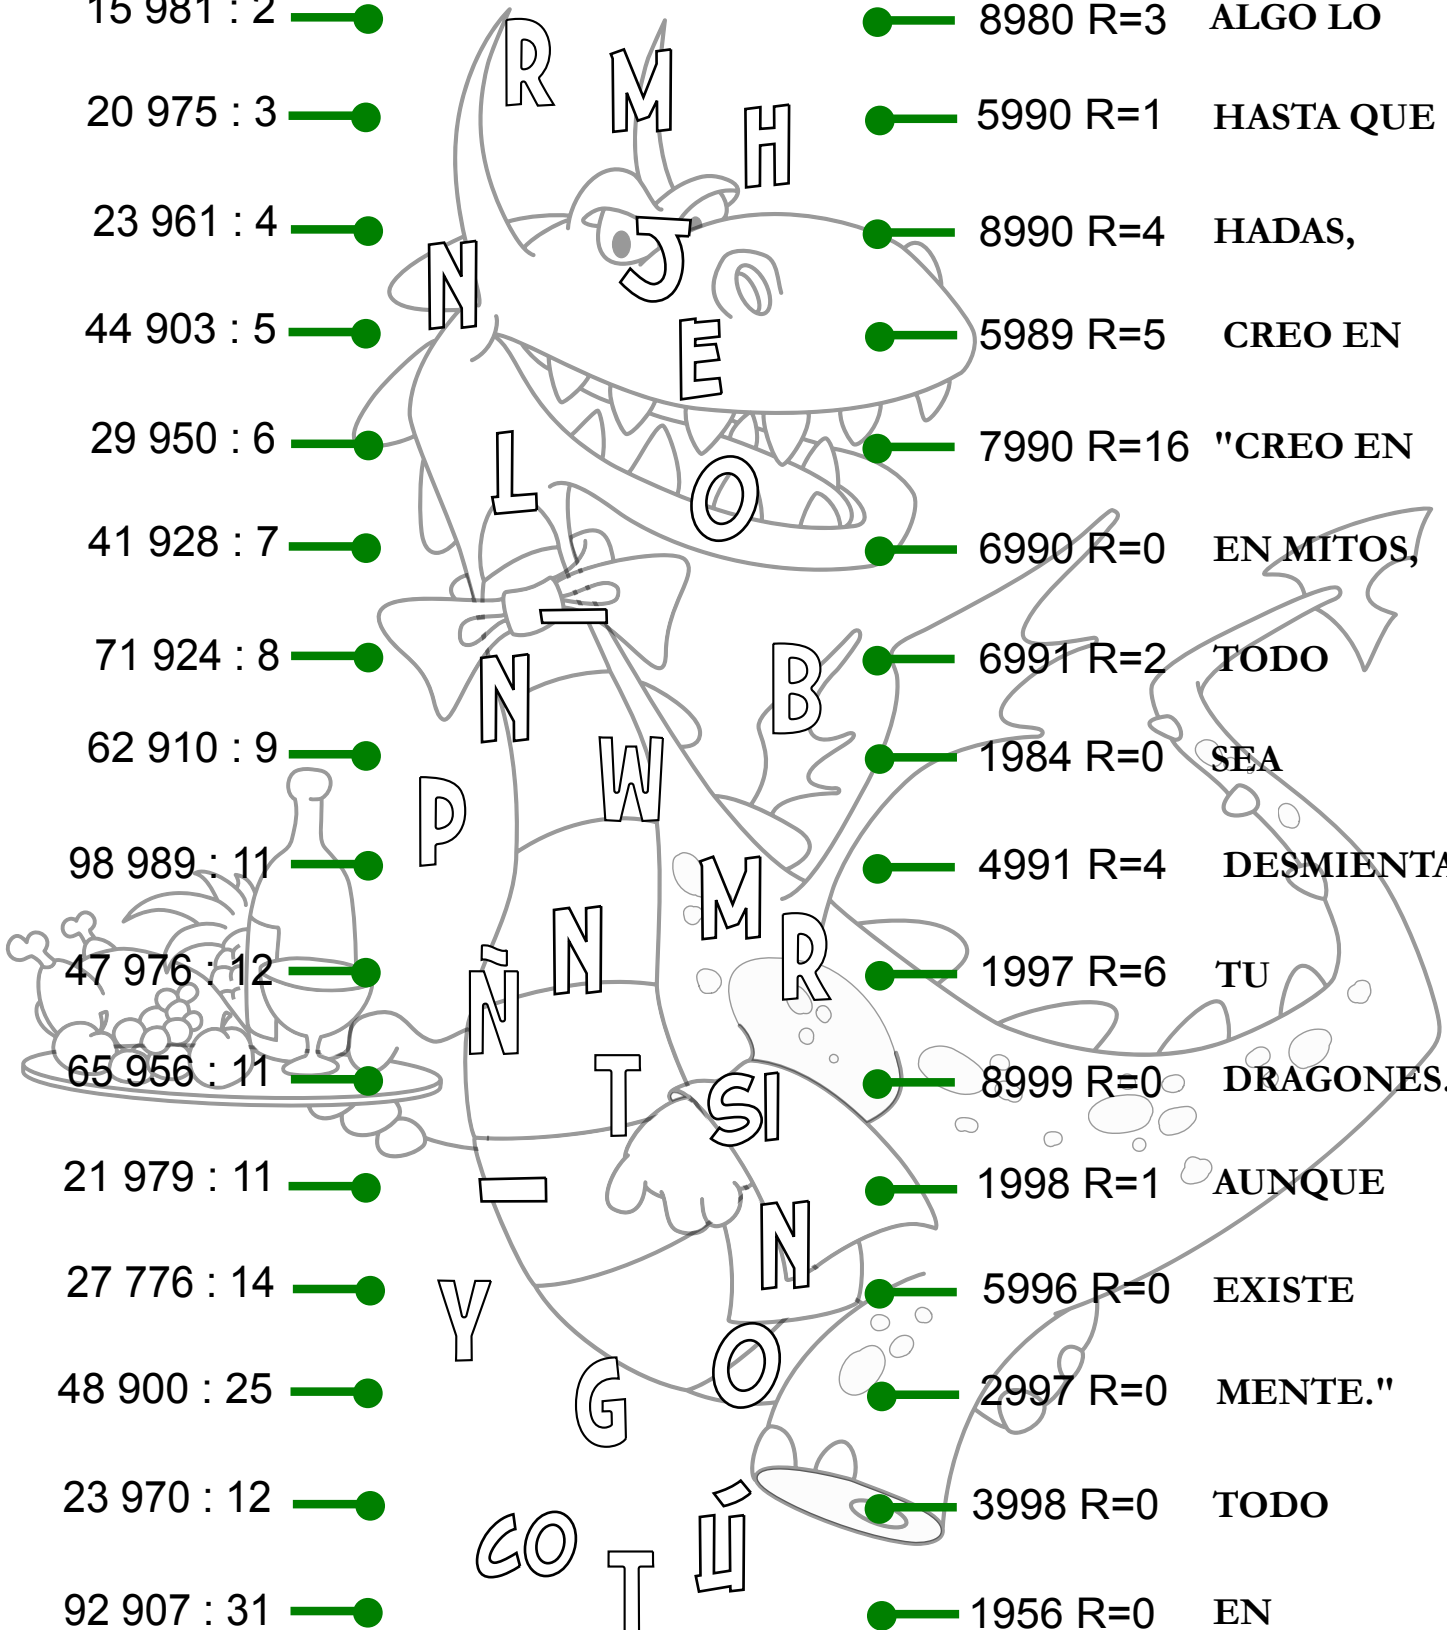 15 981 : 2 8980 R=3 ALGO LO
R
M
20 975 : 3 5990 R=1 HASTA QUE
H
23 961 : 4 8990 R=4 HADAS,
N J
44 903 : 5 5989 R=5 CREO EN
E
29 950 : 6 7990 R=16 "CREO EN
L O
41 928 : 7 6990 R=0 EN MITOS,
I
71 924 : 8 6991 R=2 TODO
N B
62 910 : 9 1984 R=0 SEA
P W
98 989 : 11 4991 R=4 DESMIENTA
M
N R
47 976 : 12 1997 R=6 TU
Ñ
65 956 : 11 8999 R=0 DRAGONES.
T SI
21 979 : 11 1998 R=1 AUNQUE
I
N
27 776 : 14 5996 R=0 EXISTE
Y
O
48 900 : 25 2997 R=0 MENTE."
G
23 970 : 12 3998 R=0 TODO
CO Ú
T
92 907 : 31 1956 R=0 EN